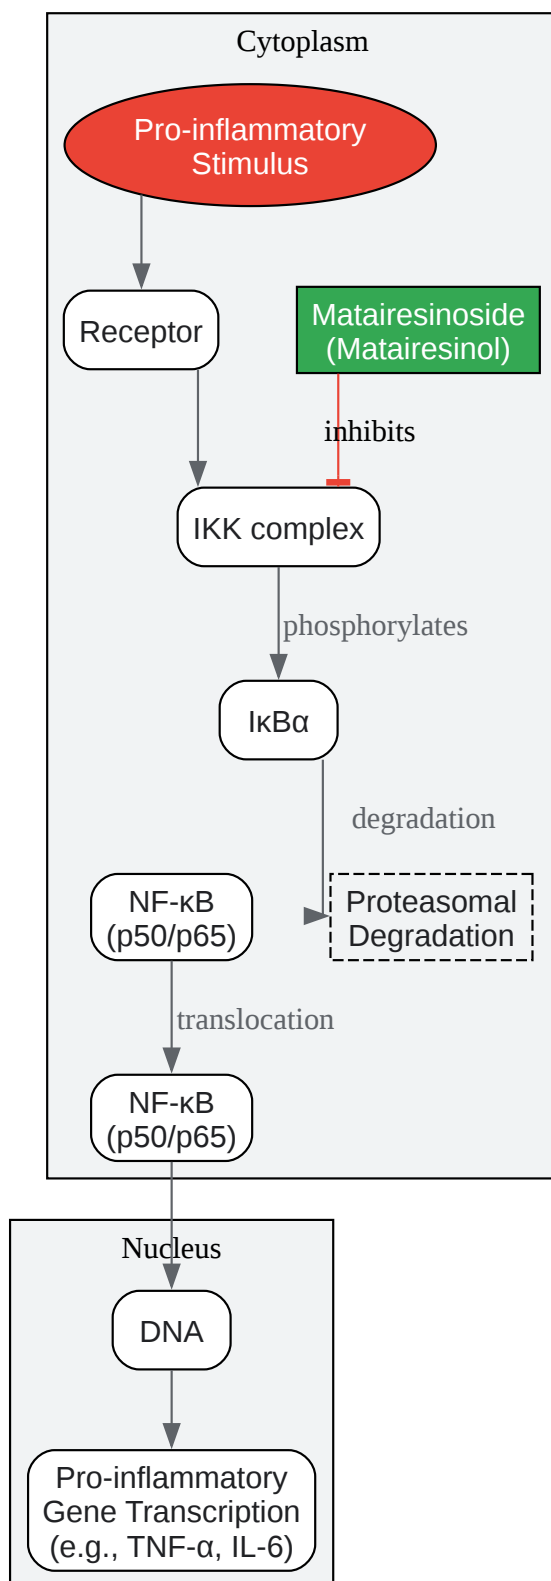 Cytoplasm
Pro-inflammatory
Stimulus
Receptor
Matairesinoside
(Matairesinol)
inhibits
IKK complex
phosphorylates
IκBα
degradation
NF-κB
(p50/p65)
Proteasomal
Degradation
translocation
NF-κB
(p50/p65)
Nucleus
DNA
Pro-inflammatory
Gene Transcription
(e.g., TNF-α, IL-6)